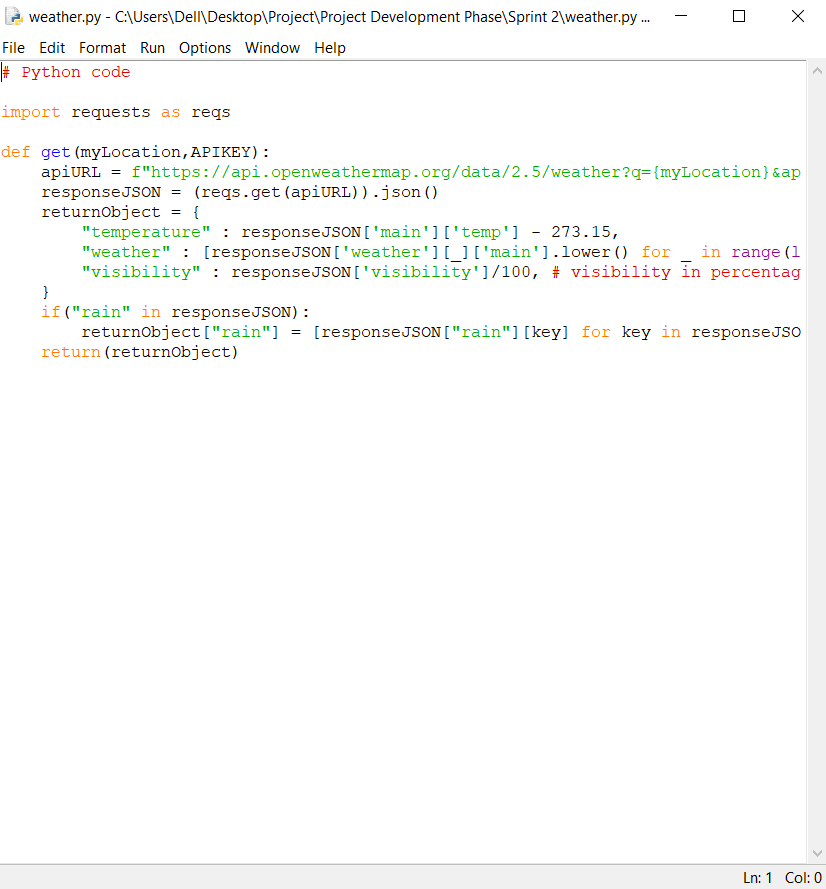 weather.py - C:\Users\Dell\Desktop\Project\Project Development Phase\Sprint 2\weather.py ...
File Edit Format Run Options Window Help
# Python code
import requests as reqs
def get(myLocation,APIKEY):
    apiURL = f"https://api.openweathermap.org/data/2.5/weather?q={myLocation}&ap
    responseJSON = (reqs.get(apiURL)).json()
    returnObject = {
        "temperature" : responseJSON['main']['temp'] - 273.15,
        "weather" : [responseJSON['weather'][_]['main'].lower() for _ in range(l
        "visibility" : responseJSON['visibility']/100, # visibility in percentag
    }
    if("rain" in responseJSON):
        returnObject["rain"] = [responseJSON["rain"][key] for key in responseJSO
    return(returnObject)
Ln: 1 Col: 0